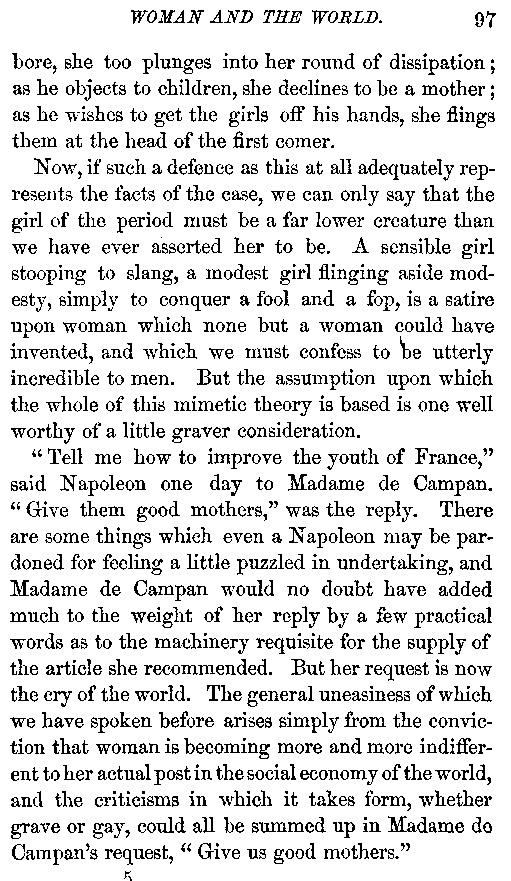 WOMAN AND THE WORLD. 97
bore, she too plunges into her round of dissipation;
as he objects to children, she declines to be a mother;
as he wishes to get the girls off his hands, she flings
them at the head of the first comer.
Now, if such a defence as this at all adequately rep-
resents the facts of the case, we can only say that the
girl of the period must be a far lower creature than
we have ever asserted her to be. A sensible girl
stooping to slang, a modest girl flinging aside mod-
esty, simply to conquer a fool and a fop, is a satire
upon woman which none but a woman could have
invented, and which we must confess to be utterly
incredible to men. But the assumption upon which
the whole of this mimetic theory is based is one well
worthy of a little graver consideration.
"Tell me how to improve the youth of France,"
said Napoleon one day to Madame de Campan.
"Give them good mothers," was the reply. There
are some things which even a Napoleon may be par-
doned for feeling a little puzzled in undertaking, and
Madame de Campan would no doubt have added
much to the weight of her reply by a few practical
words as to the machinery requisite for the supply of
the article she recommended. But her request is now
the cry of the world. The general uneasiness of which
we have spoken before arises simply from the convic-
tion that woman is becoming more and more indiffer-
ent to her actual post in the social economy of the world,
and the criticisms in which it takes form, whether
grave or gay, could all be summed up in Madame de
Campan's request, "Give us good mothers."
5